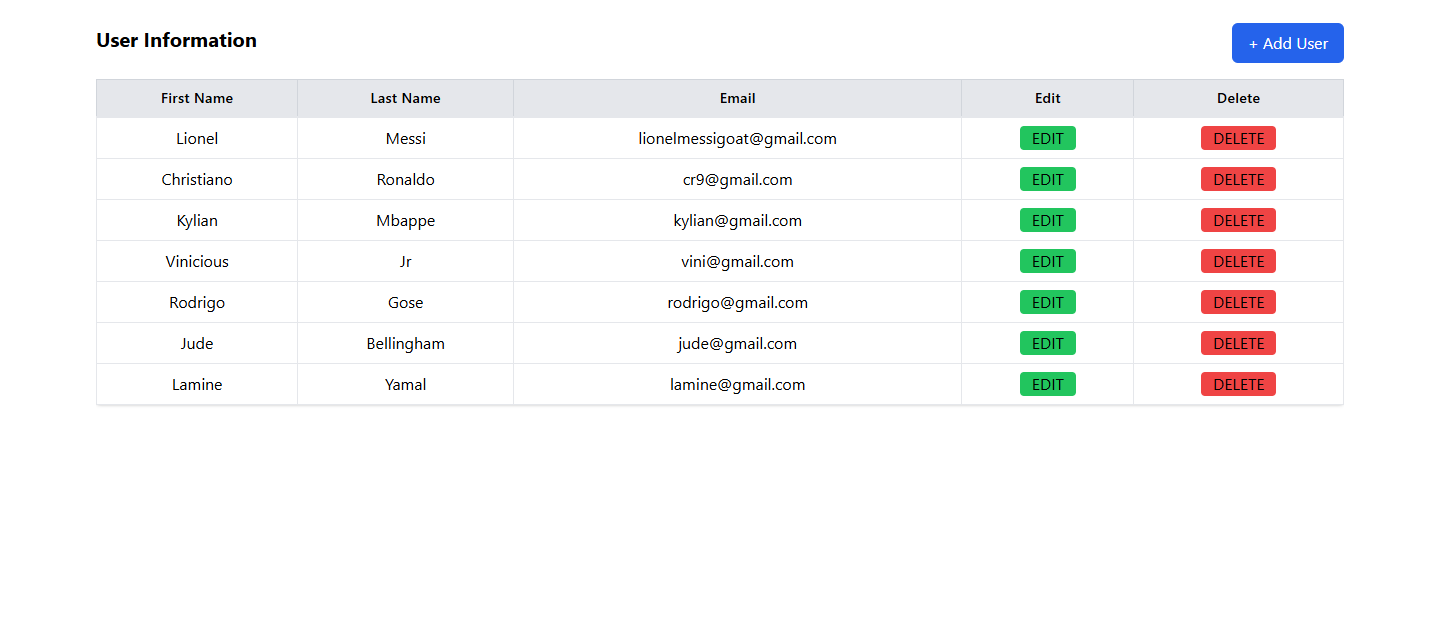 User Information
+ Add User
First Name Last Name Email Edit Delete
Lionel Messi lionelmessigoat@gmail.com EDIT DELETE
Christiano Ronaldo cr9@gmail.com EDIT DELETE
Kylian Mbappe kylian@gmail.com EDIT DELETE
Vinicious Jr vini@gmail.com EDIT DELETE
Rodrigo Gose rodrigo@gmail.com EDIT DELETE
Jude Bellingham jude@gmail.com EDIT DELETE
Lamine Yamal lamine@gmail.com EDIT DELETE